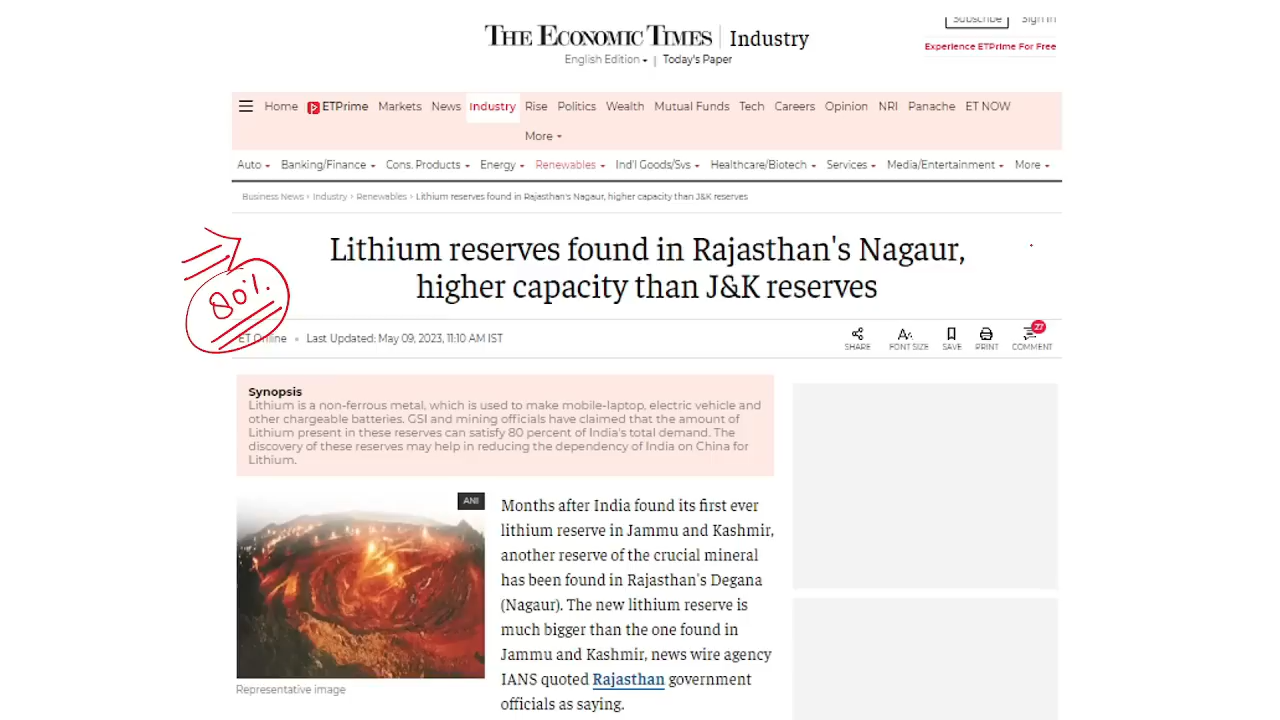 Subscribe Sign In
THE ECONOMIC TIMES | Industry
Experience ETPrime For Free
English Edition | Today's Paper
Home ETPrime Markets News Industry Rise Politics Wealth Mutual Funds Tech Careers Opinion NRI Panache ET NOW
More
Auto Banking/Finance Cons. Products Energy Renewables Ind'l Goods/Svs Healthcare/Biotech Services Media/Entertainment More
Business News › Industry › Renewables › Lithium reserves found in Rajasthan's Nagaur, higher capacity than J&K reserves
Lithium reserves found in Rajasthan's Nagaur,
higher capacity than J&K reserves
80%.
ET Online • Last Updated: May 09, 2023, 11:10 AM IST
27
SHARE FONT SIZE SAVE PRINT COMMENT
Synopsis
Lithium is a non-ferrous metal, which is used to make mobile-laptop, electric vehicle and
other chargeable batteries. GSI and mining officials have claimed that the amount of
Lithium present in these reserves can satisfy 80 percent of India's total demand. The
discovery of these reserves may help in reducing the dependency of India on China for
Lithium.
ANI
Months after India found its first ever
lithium reserve in Jammu and Kashmir,
another reserve of the crucial mineral
has been found in Rajasthan's Degana
(Nagaur). The new lithium reserve is
much bigger than the one found in
Jammu and Kashmir, news wire agency
IANS quoted Rajasthan government
officials as saying.
Representative image